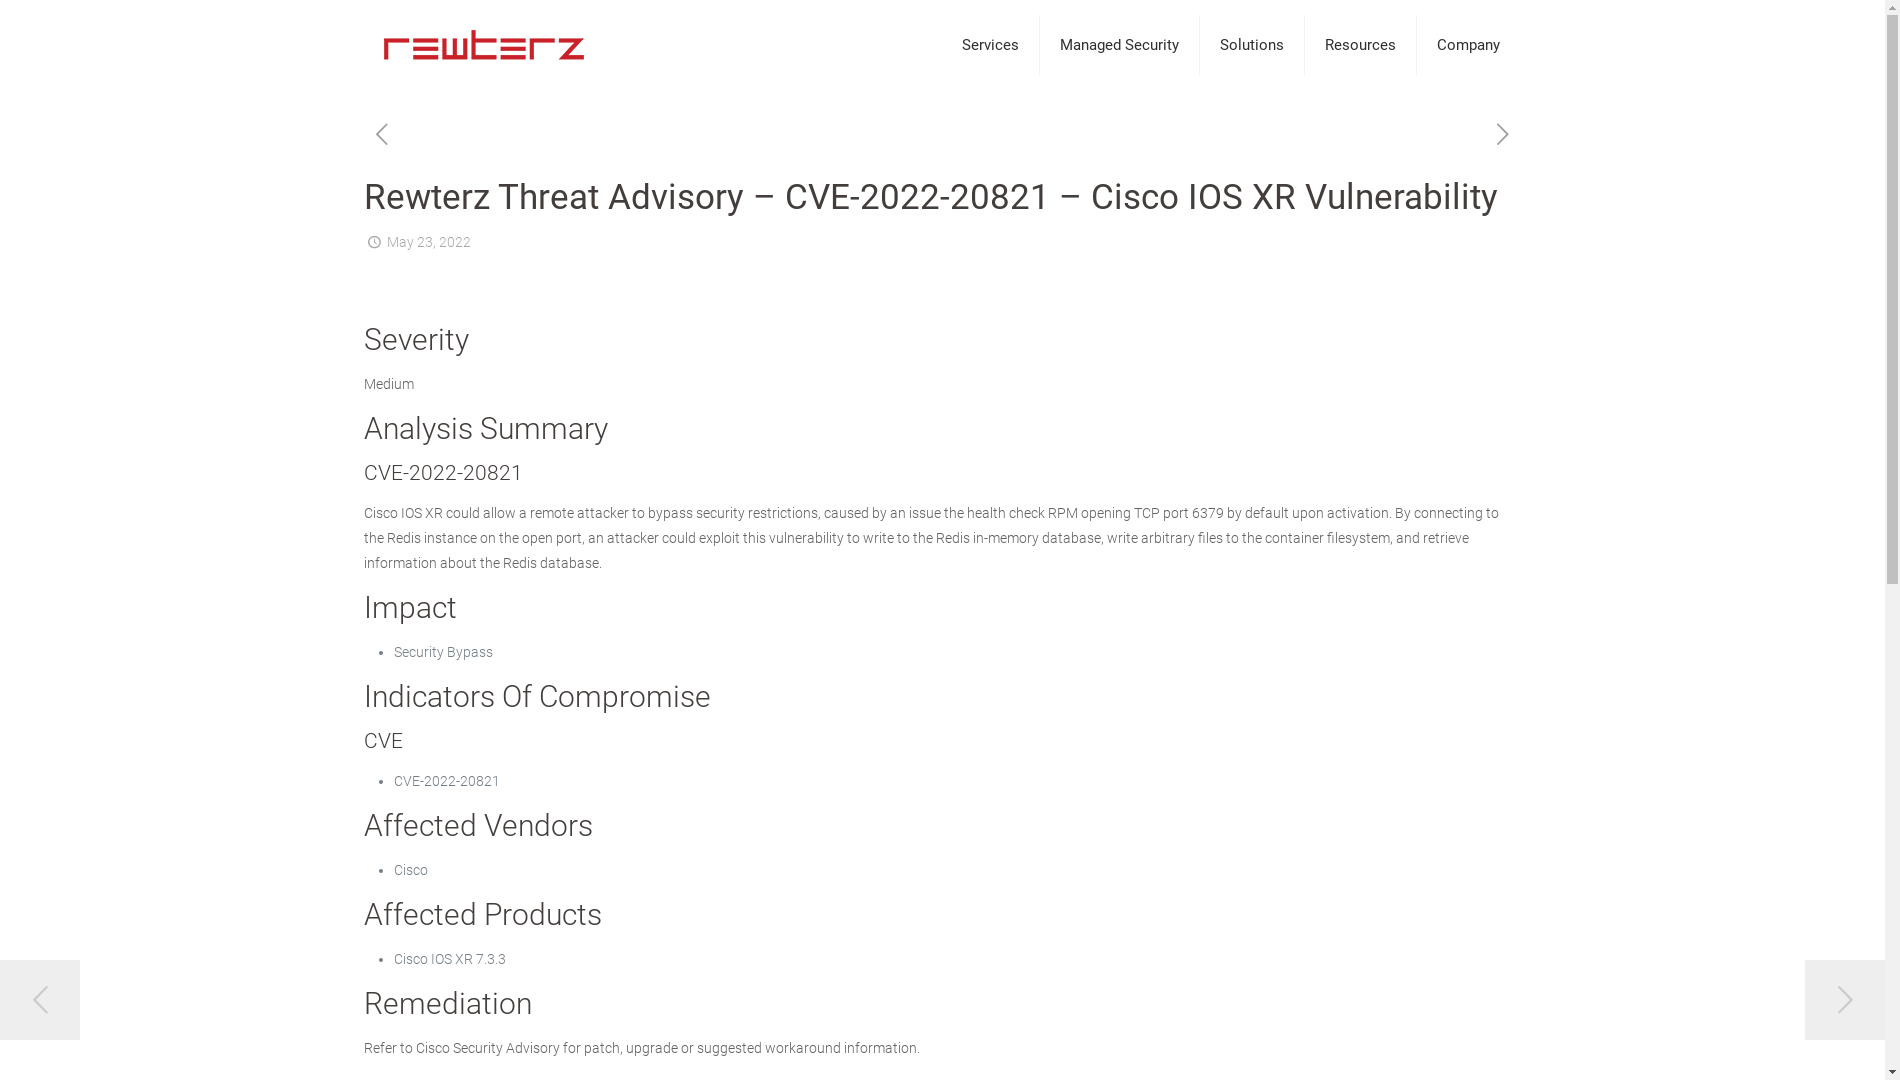 rewterz
Services
Managed Security
Solutions
Resources
Company
Rewterz Threat Advisory – CVE-2022-20821 – Cisco IOS XR Vulnerability
May 23, 2022
Severity
Medium
Analysis Summary
CVE-2022-20821
Cisco IOS XR could allow a remote attacker to bypass security restrictions, caused by an issue the health check RPM opening TCP port 6379 by default upon activation. By connecting to
the Redis instance on the open port, an attacker could exploit this vulnerability to write to the Redis in-memory database, write arbitrary files to the container filesystem, and retrieve
information about the Redis database.
Impact
• Security Bypass
Indicators Of Compromise
CVE
• CVE-2022-20821
Affected Vendors
• Cisco
Affected Products
• Cisco IOS XR 7.3.3
Remediation
Refer to Cisco Security Advisory for patch, upgrade or suggested workaround information.